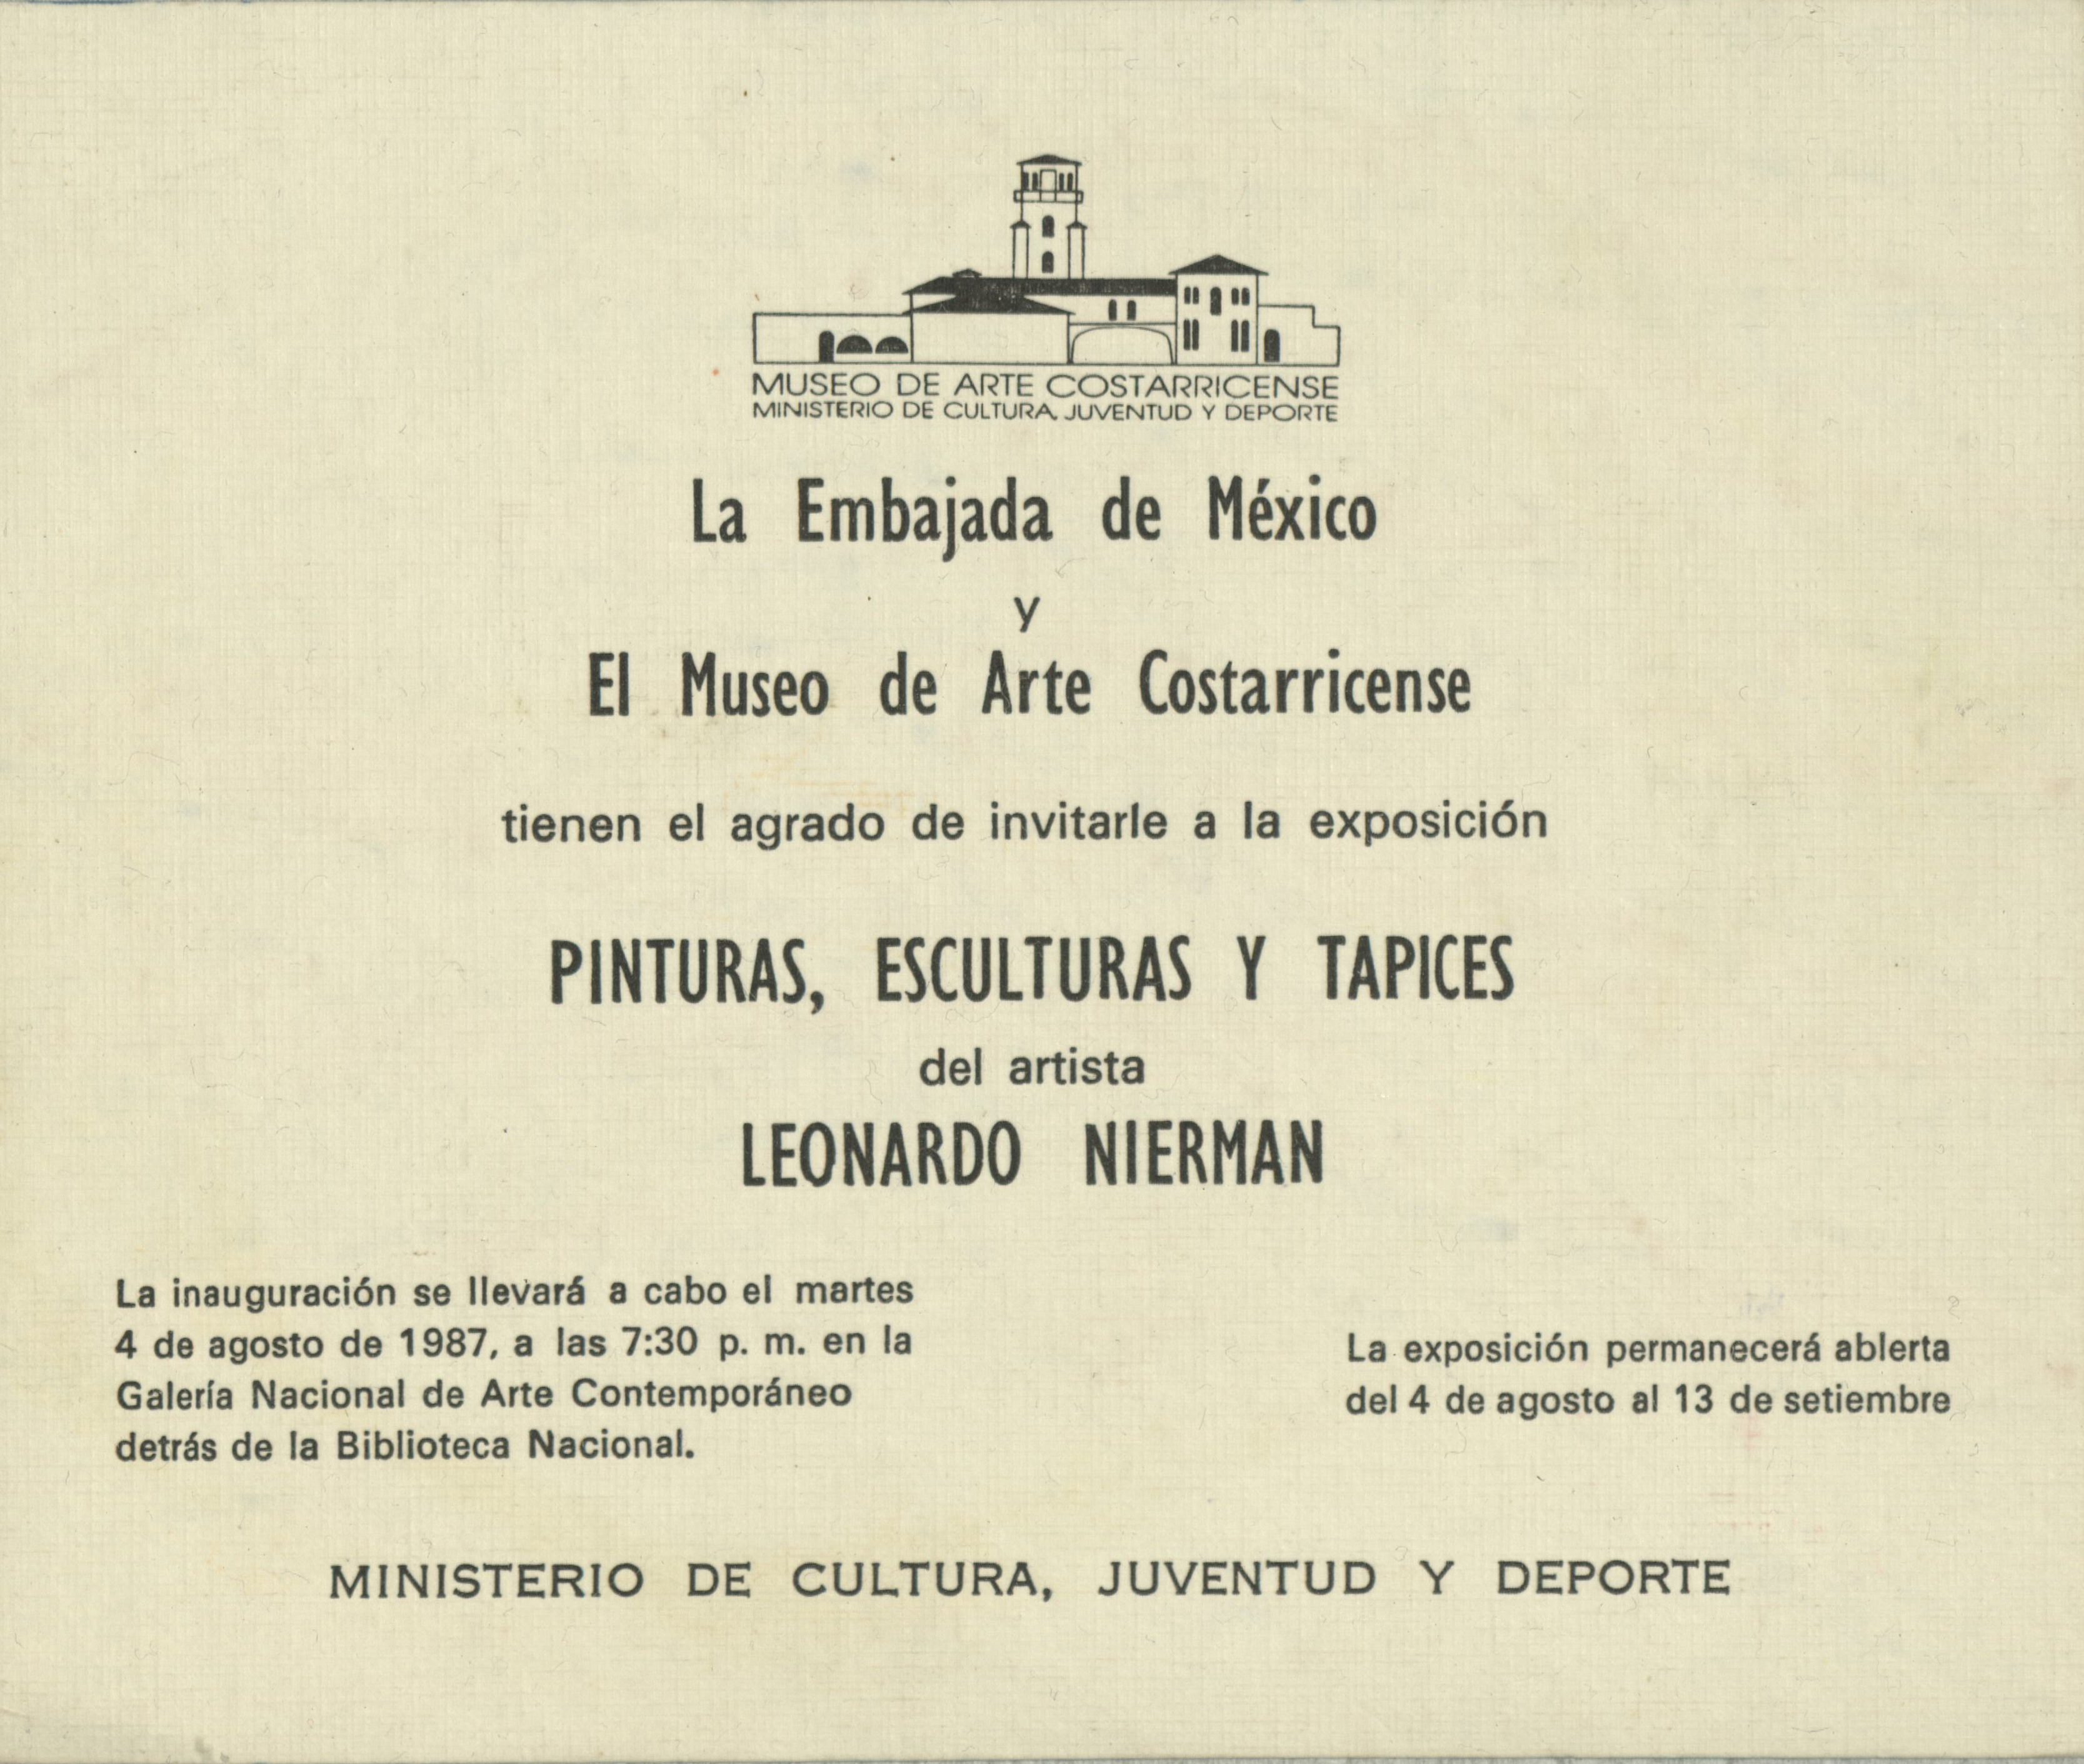 MUSEO DE ARTE COSTARRICENSE
MINISTERIO DE CULTURA, JUVENTUD Y DEPORTE
La Embajada de México
y
El Museo de Arte Costarricense
tienen el agrado de invitarle a la exposición
PINTURAS, ESCULTURAS Y TAPICES
del artista
LEONARDO NIERMAN
La inauguración se llevará a cabo el martes
4 de agosto de 1987, a las 7:30 p. m. en la
Galería Nacional de Arte Contemporáneo
detrás de la Biblioteca Nacional.
La exposición permanecerá ablerta
del 4 de agosto al 13 de setiembre
MINISTERIO DE CULTURA, JUVENTUD Y DEPORTE